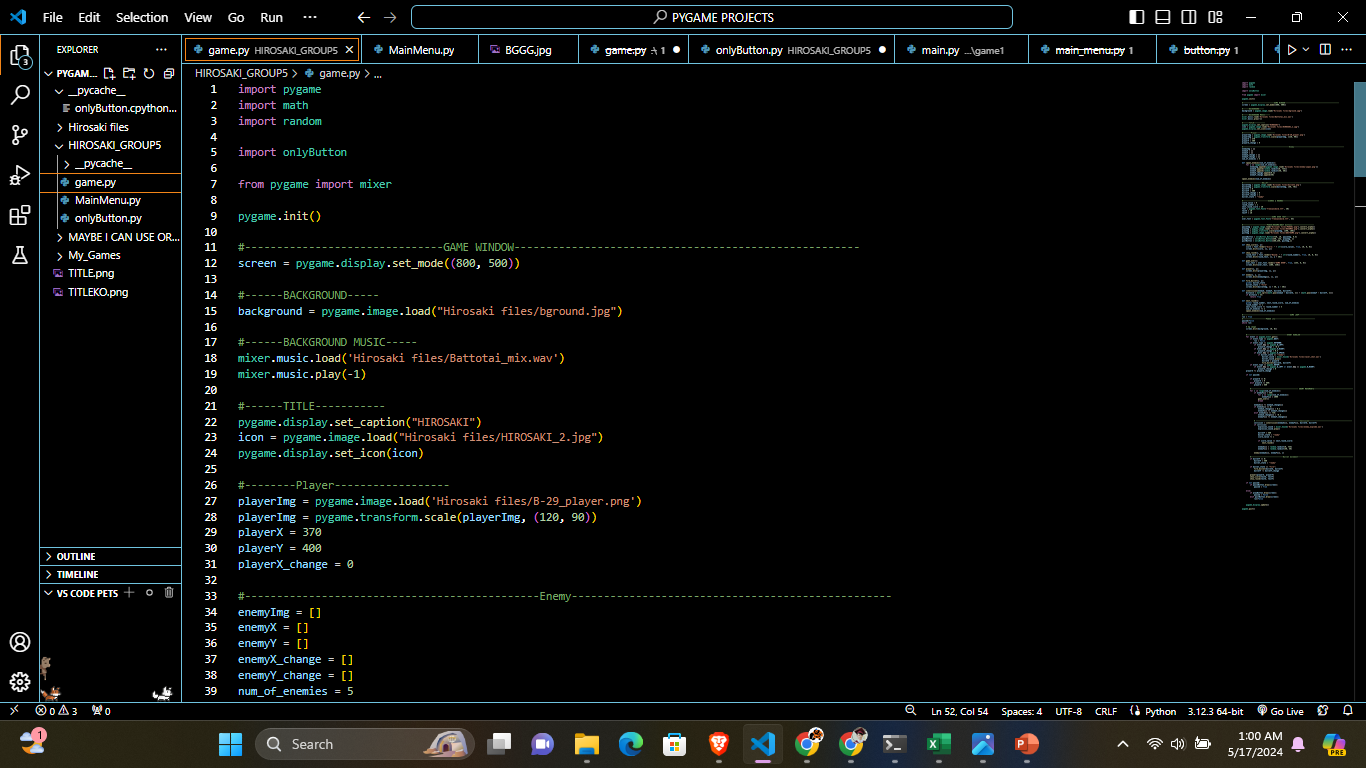 File Edit Selection View Go Run ··· PYGAME PROJECTS
EXPLORER ···
game.py HIROSAKI_GROUP5 MainMenu.py BGGG.jpg game.py ..\ 1 onlyButton.py HIROSAKI_GROUP5 main.py ...\game1 main_menu.py 1 button.py 1
PYGAM...
__pycache__
onlyButton.cpython...
Hirosaki files
HIROSAKI_GROUP5
__pycache__
game.py
MainMenu.py
onlyButton.py
MAYBE I CAN USE OR...
My_Games
TITLE.png
TITLEKO.png
OUTLINE
TIMELINE
VS CODE PETS
HIROSAKI_GROUP5 > game.py > ...
1 import pygame
2 import math
3 import random
4
5 import onlyButton
6
7 from pygame import mixer
8
9 pygame.init()
10
11 #-------------------------------GAME WINDOW-------------------------------
12 screen = pygame.display.set_mode((800, 500))
13
14 #------BACKGROUND-----
15 background = pygame.image.load("Hirosaki files/bground.jpg")
16
17 #------BACKGROUND MUSIC-----
18 mixer.music.load('Hirosaki files/Battotai_mix.wav')
19 mixer.music.play(-1)
20
21 #------TITLE-----------
22 pygame.display.set_caption("HIROSAKI")
23 icon = pygame.image.load("Hirosaki files/HIROSAKI_2.jpg")
24 pygame.display.set_icon(icon)
25
26 #--------Player------------------
27 playerImg = pygame.image.load('Hirosaki files/B-29_player.png')
28 playerImg = pygame.transform.scale(playerImg, (120, 90))
29 playerX = 370
30 playerY = 400
31 playerX_change = 0
32
33 #----------------------------------------------Enemy--------------------------------------------------
34 enemyImg = []
35 enemyX = []
36 enemyY = []
37 enemyX_change = []
38 enemyY_change = []
39 num_of_enemies = 5
3
0 3 0 Ln 52, Col 54 Spaces: 4 UTF-8 CRLF Python 3.12.3 64-bit Go Live
1 Search 1:00 AM
5/17/2024
PRE